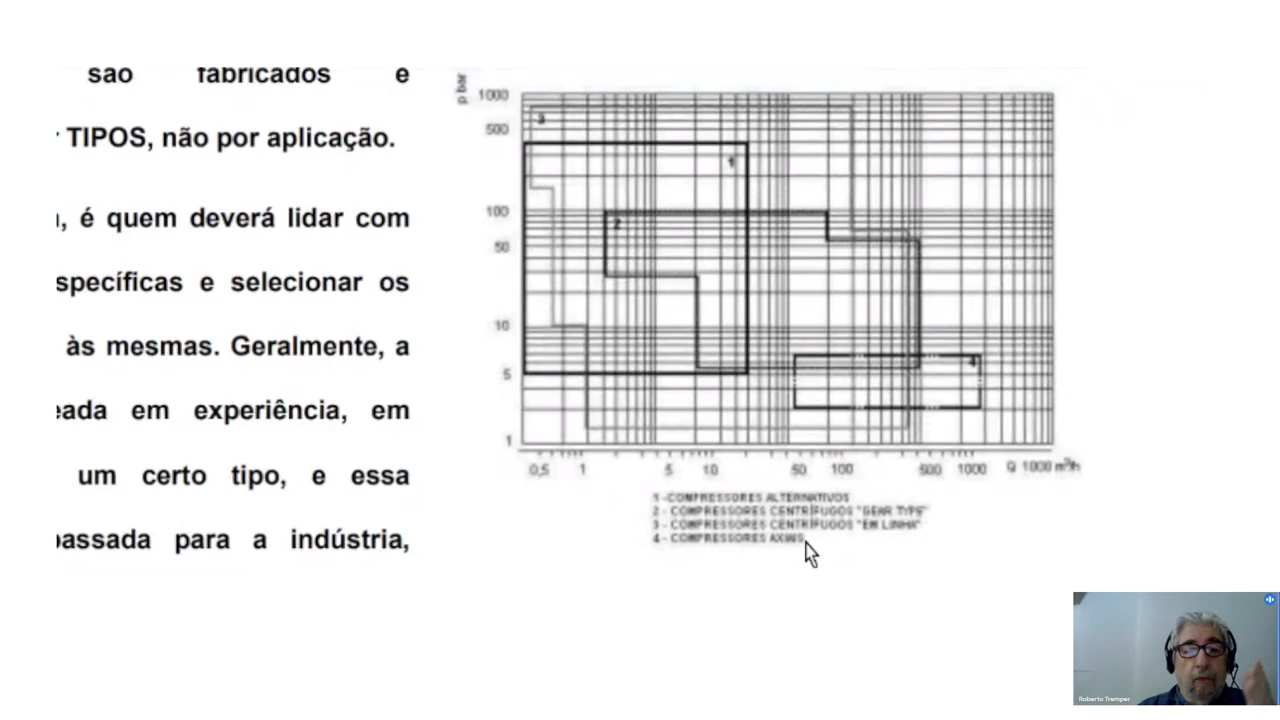 são fabricados e
TIPOS, não por aplicação.
, é quem deverá lidar com
specíficas e selecionar os
às mesmas. Geralmente, a
eada em experiência, em
um certo tipo, e essa
passada para a indústria,
p bar
1000
500
100
50
10
5
1
3
1
2
4
0,5 1 5 10 50 100 500 1000 Q 1000 m³/h
1 -COMPRESSORES ALTERNATIVOS
2 - COMPRESSORES CENTRÍFUGOS "GEAR TYPE"
3 - COMPRESSORES CENTRÍFUGOS "EM LINHA"
4 - COMPRESSORES AXIAIS
Roberto Tremper